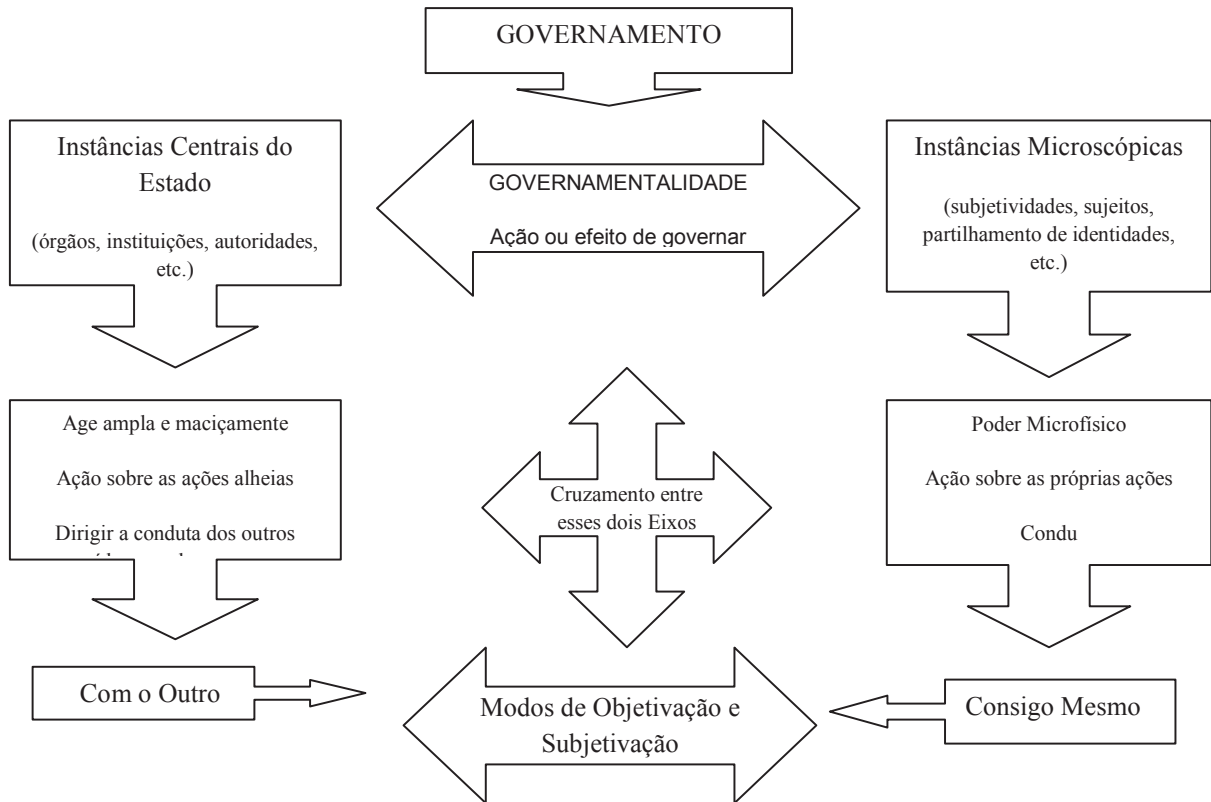 GOVERNAMENTO
Instâncias Centrais do
Estado
(órgãos, instituições, autoridades,
etc.)
GOVERNAMENTALIDADE
Ação ou efeito de governar
Instâncias Microscópicas
(subjetividades, sujeitos,
partilhamento de identidades,
etc.)
Age ampla e maciçamente
Ação sobre as ações alheias
Dirigir a conduta dos outros
Cruzamento entre
esses dois Eixos
Poder Microfísico
Ação sobre as próprias ações
Condu
Com o Outro
Modos de Objetivação e
Subjetivação
Consigo Mesmo